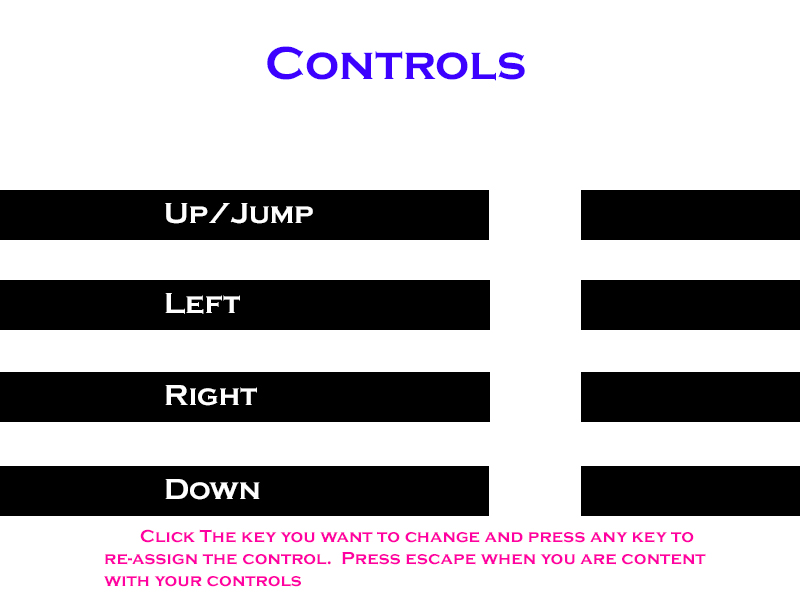 Controls
Up/Jump
Left
Right
Down
Click The key you want to change and press any key to
re-assign the control.  Press escape when you are content
with your controls